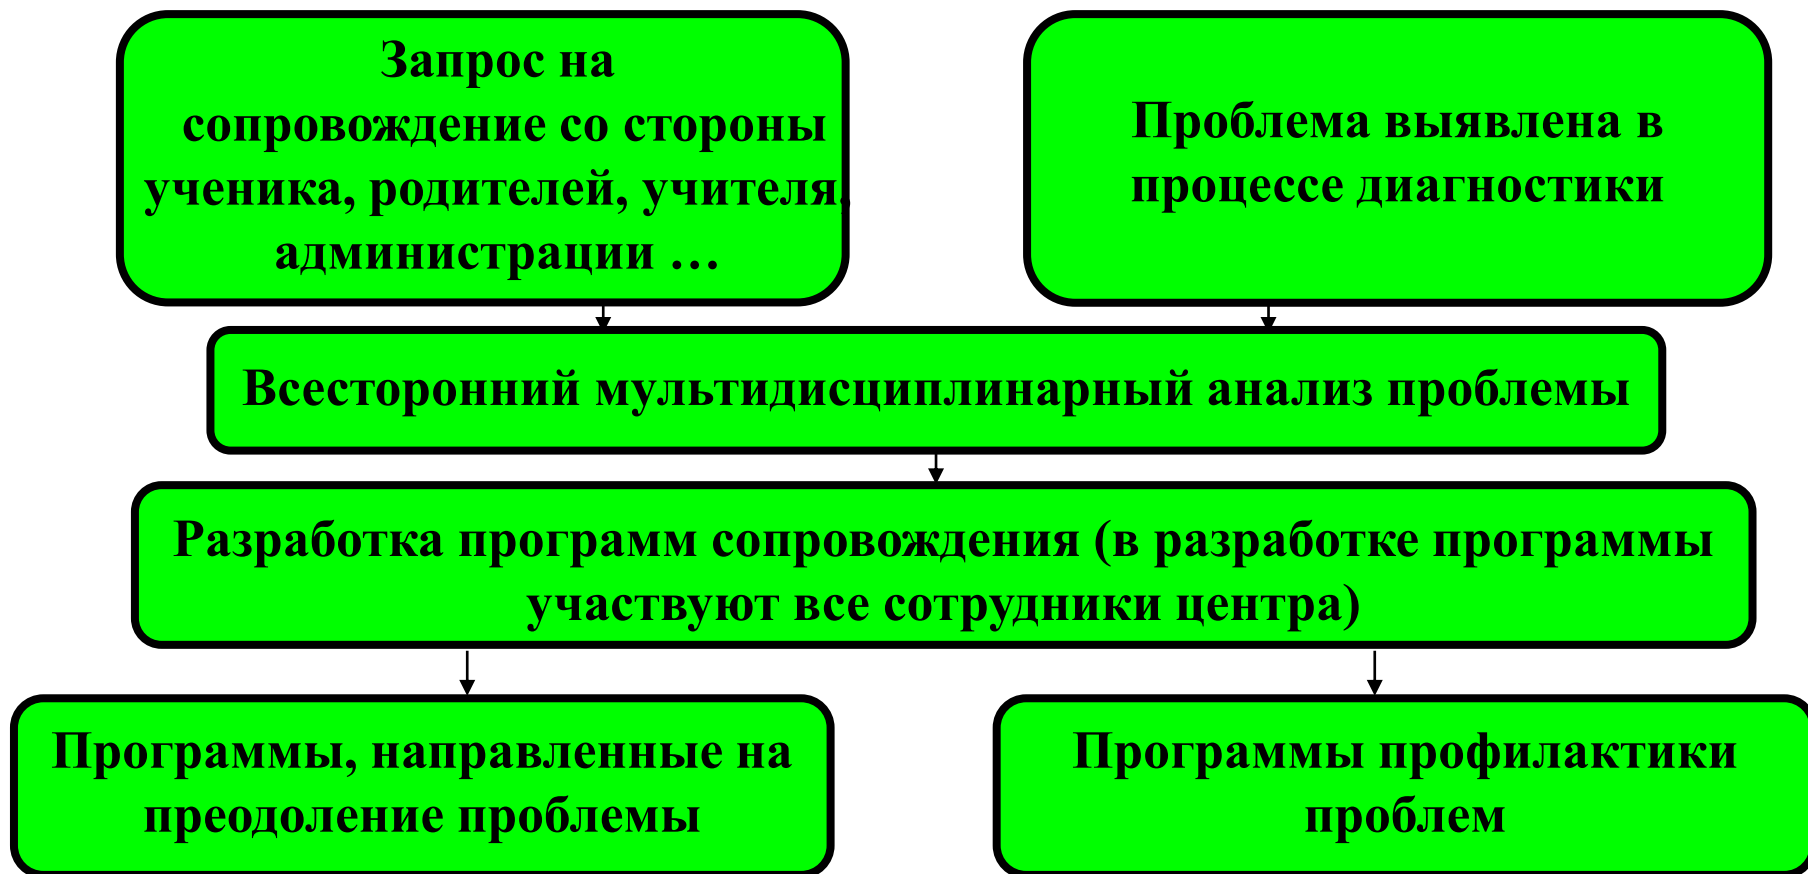 Запрос на
сопровождение со стороны
ученика, родителей, учителя,
администрации …
Проблема выявлена в
процессе диагностики
Всесторонний мультидисциплинарный анализ проблемы
Разработка программ сопровождения (в разработке программы
участвуют все сотрудники центра)
Программы, направленные на
преодоление проблемы
Программы профилактики
проблем